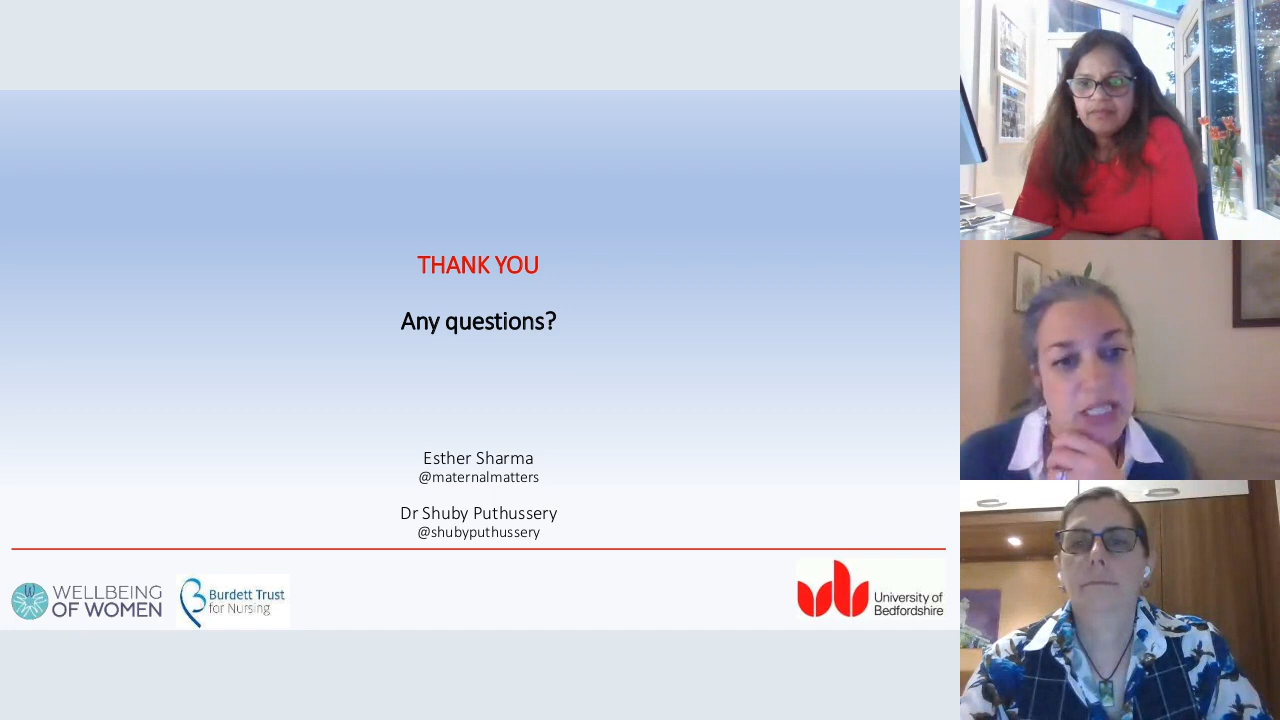 THANK YOU
Any questions?
Esther Sharma
@maternalmatters
Dr Shuby Puthussery
@shubyputhussery
WELLBEING
OF WOMEN
Burdett Trust
for Nursing
University of
Bedfordshire